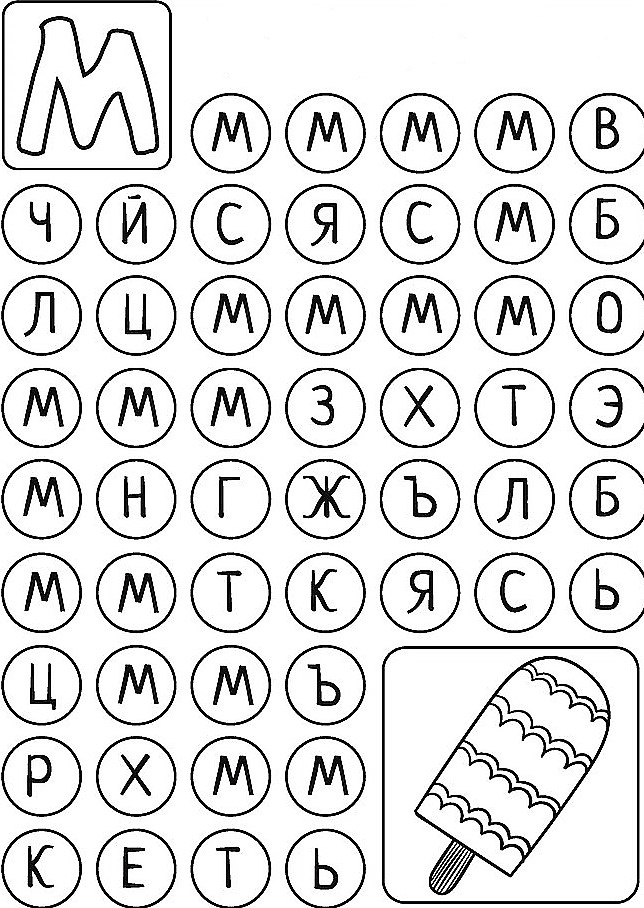 М
М М М М В
Ч Й С Я С М Б
Л Ц М М М М О
М М М З Х Т Э
М Н Г Ж Ъ Л Б
М М Т К Я С Ь
Ц М М Ъ
Р Х М М
К Е Т Ь